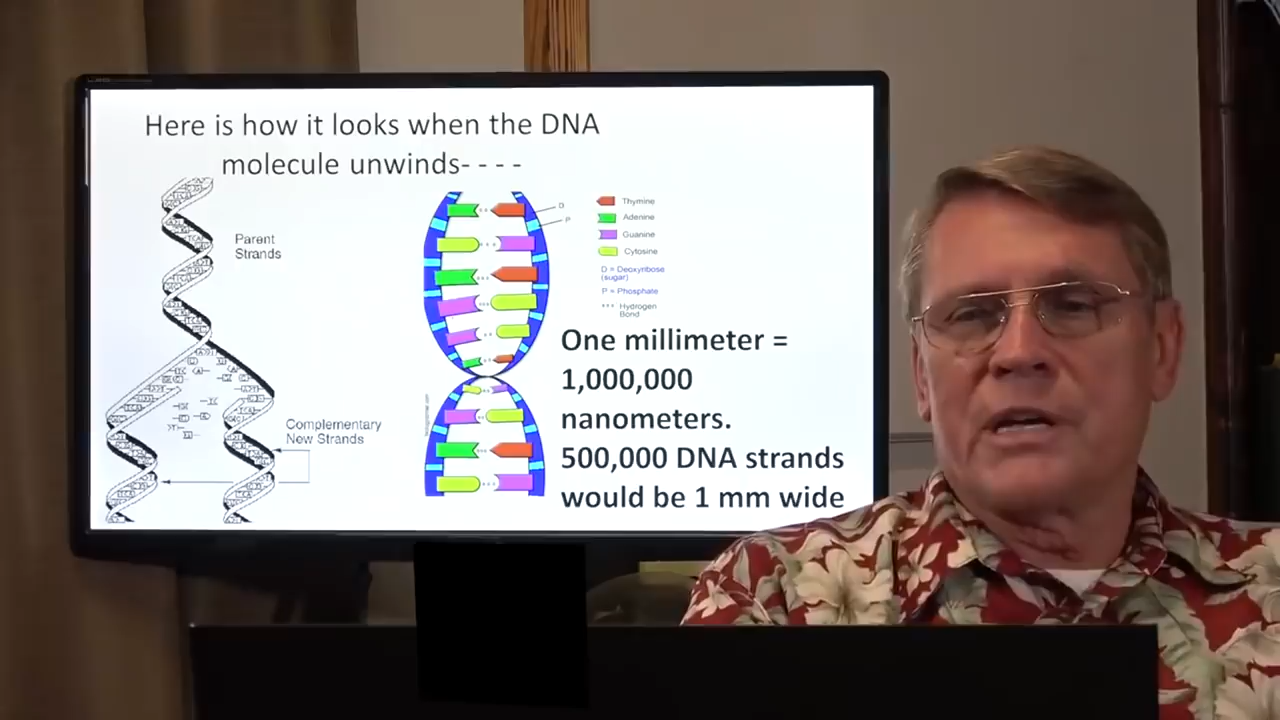 Here is how it looks when the DNA
molecule unwinds- - - -
Parent
Strands
Complementary
New Strands
D
P
Thymine
Adenine
Guanine
Cytosine
D = Deoxyribose
(sugar)
P = Phosphate
Hydrogen
Bond
One millimeter =
1,000,000
nanometers.
500,000 DNA strands
would be 1 mm wide